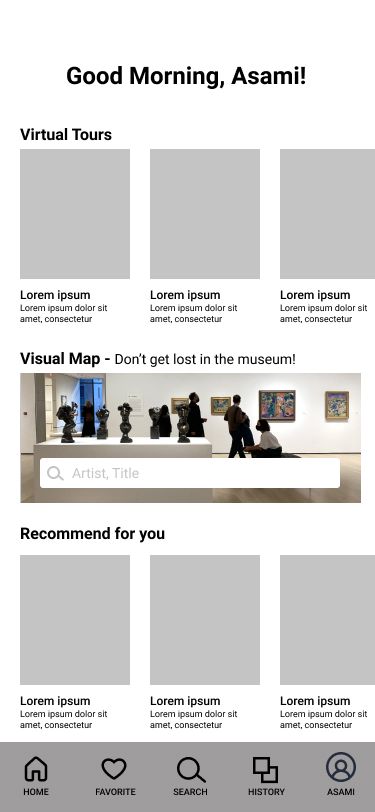 Good Morning, Asami!
Virtual Tours
Lorem ipsum
Lorem ipsum dolor sit
amet, consectetur
Lorem ipsum
Lorem ipsum dolor sit
amet, consectetur
Lorem ipsum
Lorem ipsum dolor sit
amet, consectetur
Visual Map - Don’t get lost in the museum!
Artist, Title
Recommend for you
Lorem ipsum
Lorem ipsum dolor sit
amet, consectetur
Lorem ipsum
Lorem ipsum dolor sit
amet, consectetur
Lorem ipsum
Lorem ipsum dolor sit
amet, consectetur
HOME FAVORITE SEARCH HISTORY ASAMI